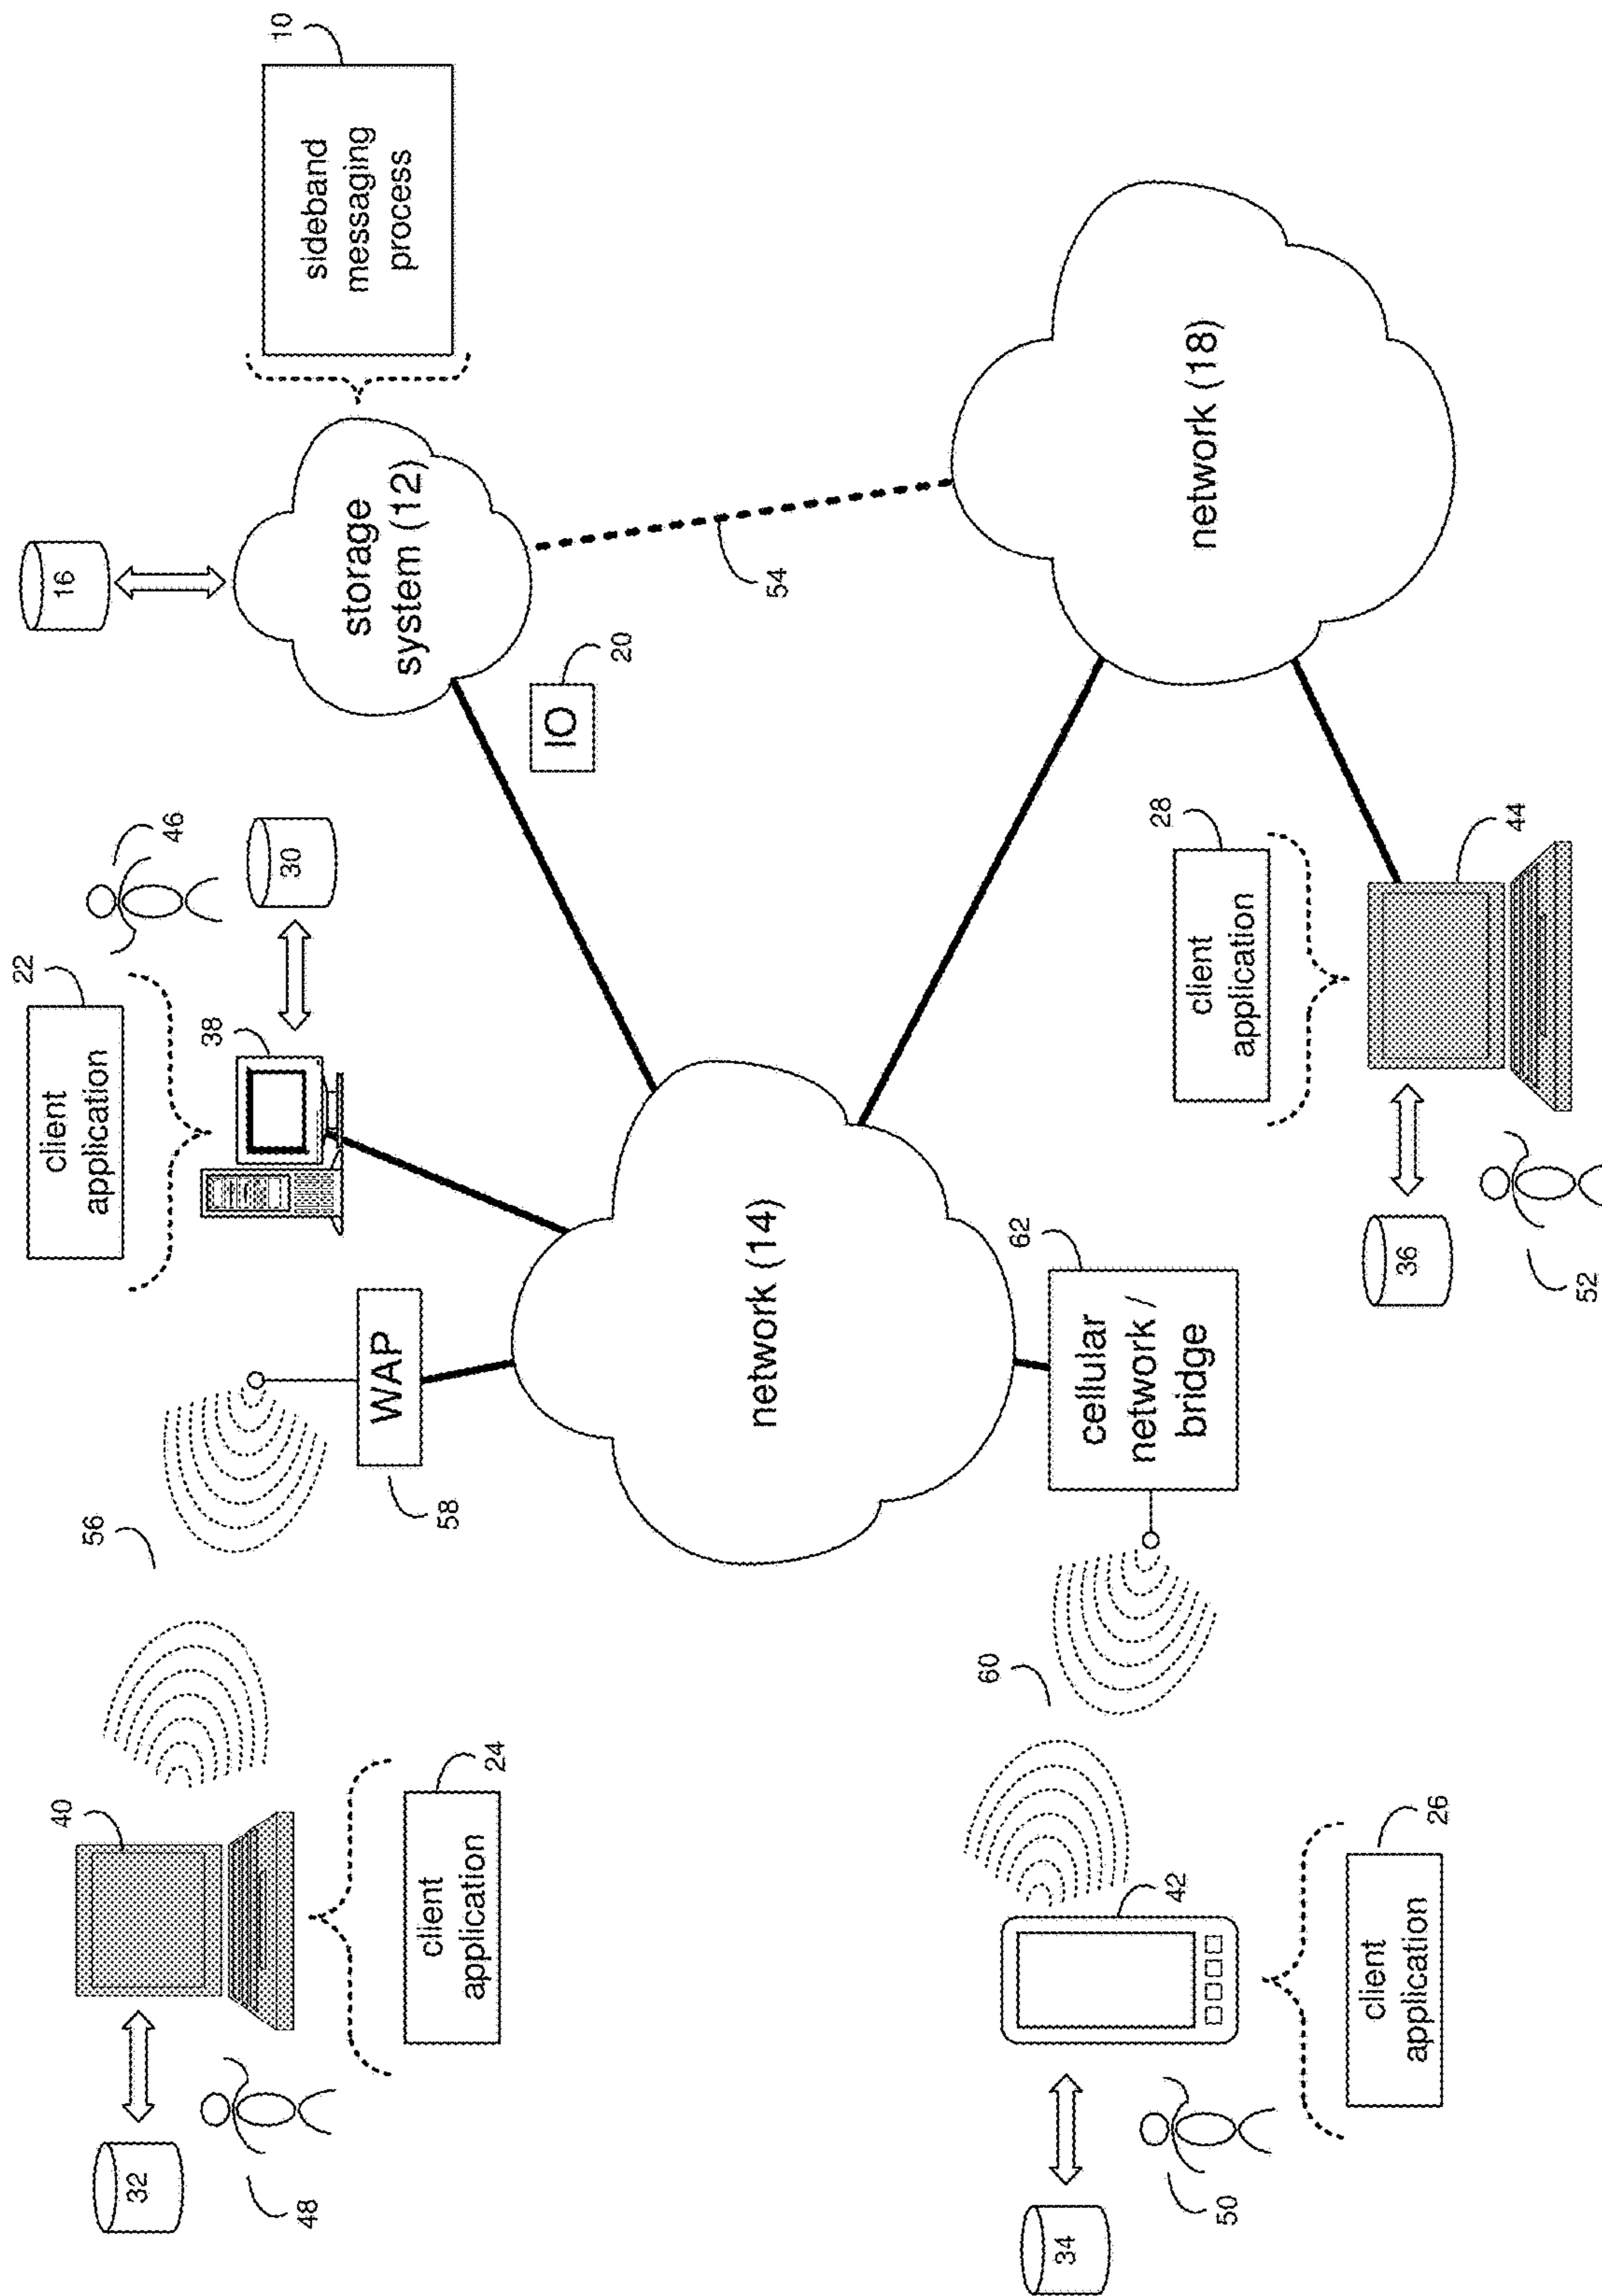 32
48
40
client
application
24
56
58
WAP
client
application
22
38
46
30
16
storage
system (12)
sideband
messaging
process
10
IO
20
54
network (14)
network (18)
34
50
42
client
application
26
60
cellular
network /
bridge
62
36
52
client
application
28
44